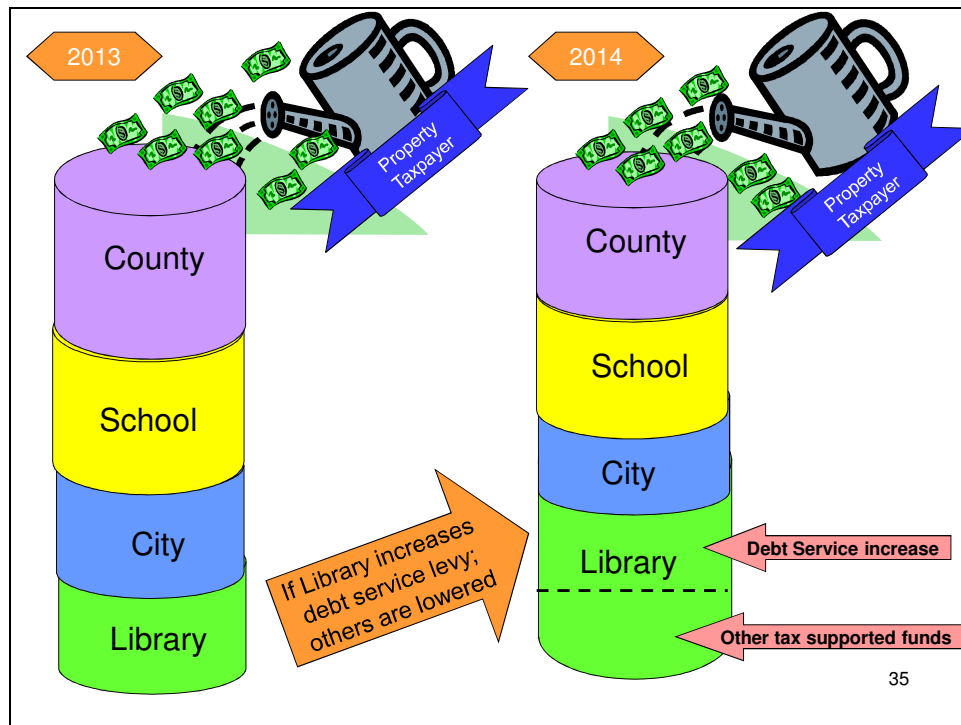 2013
Property
Taxpayer
County
School
City
Library
If Library increases
debt service levy;
others are lowered
2014
Property
Taxpayer
County
School
City
Library
Debt Service increase
Other tax supported funds
35